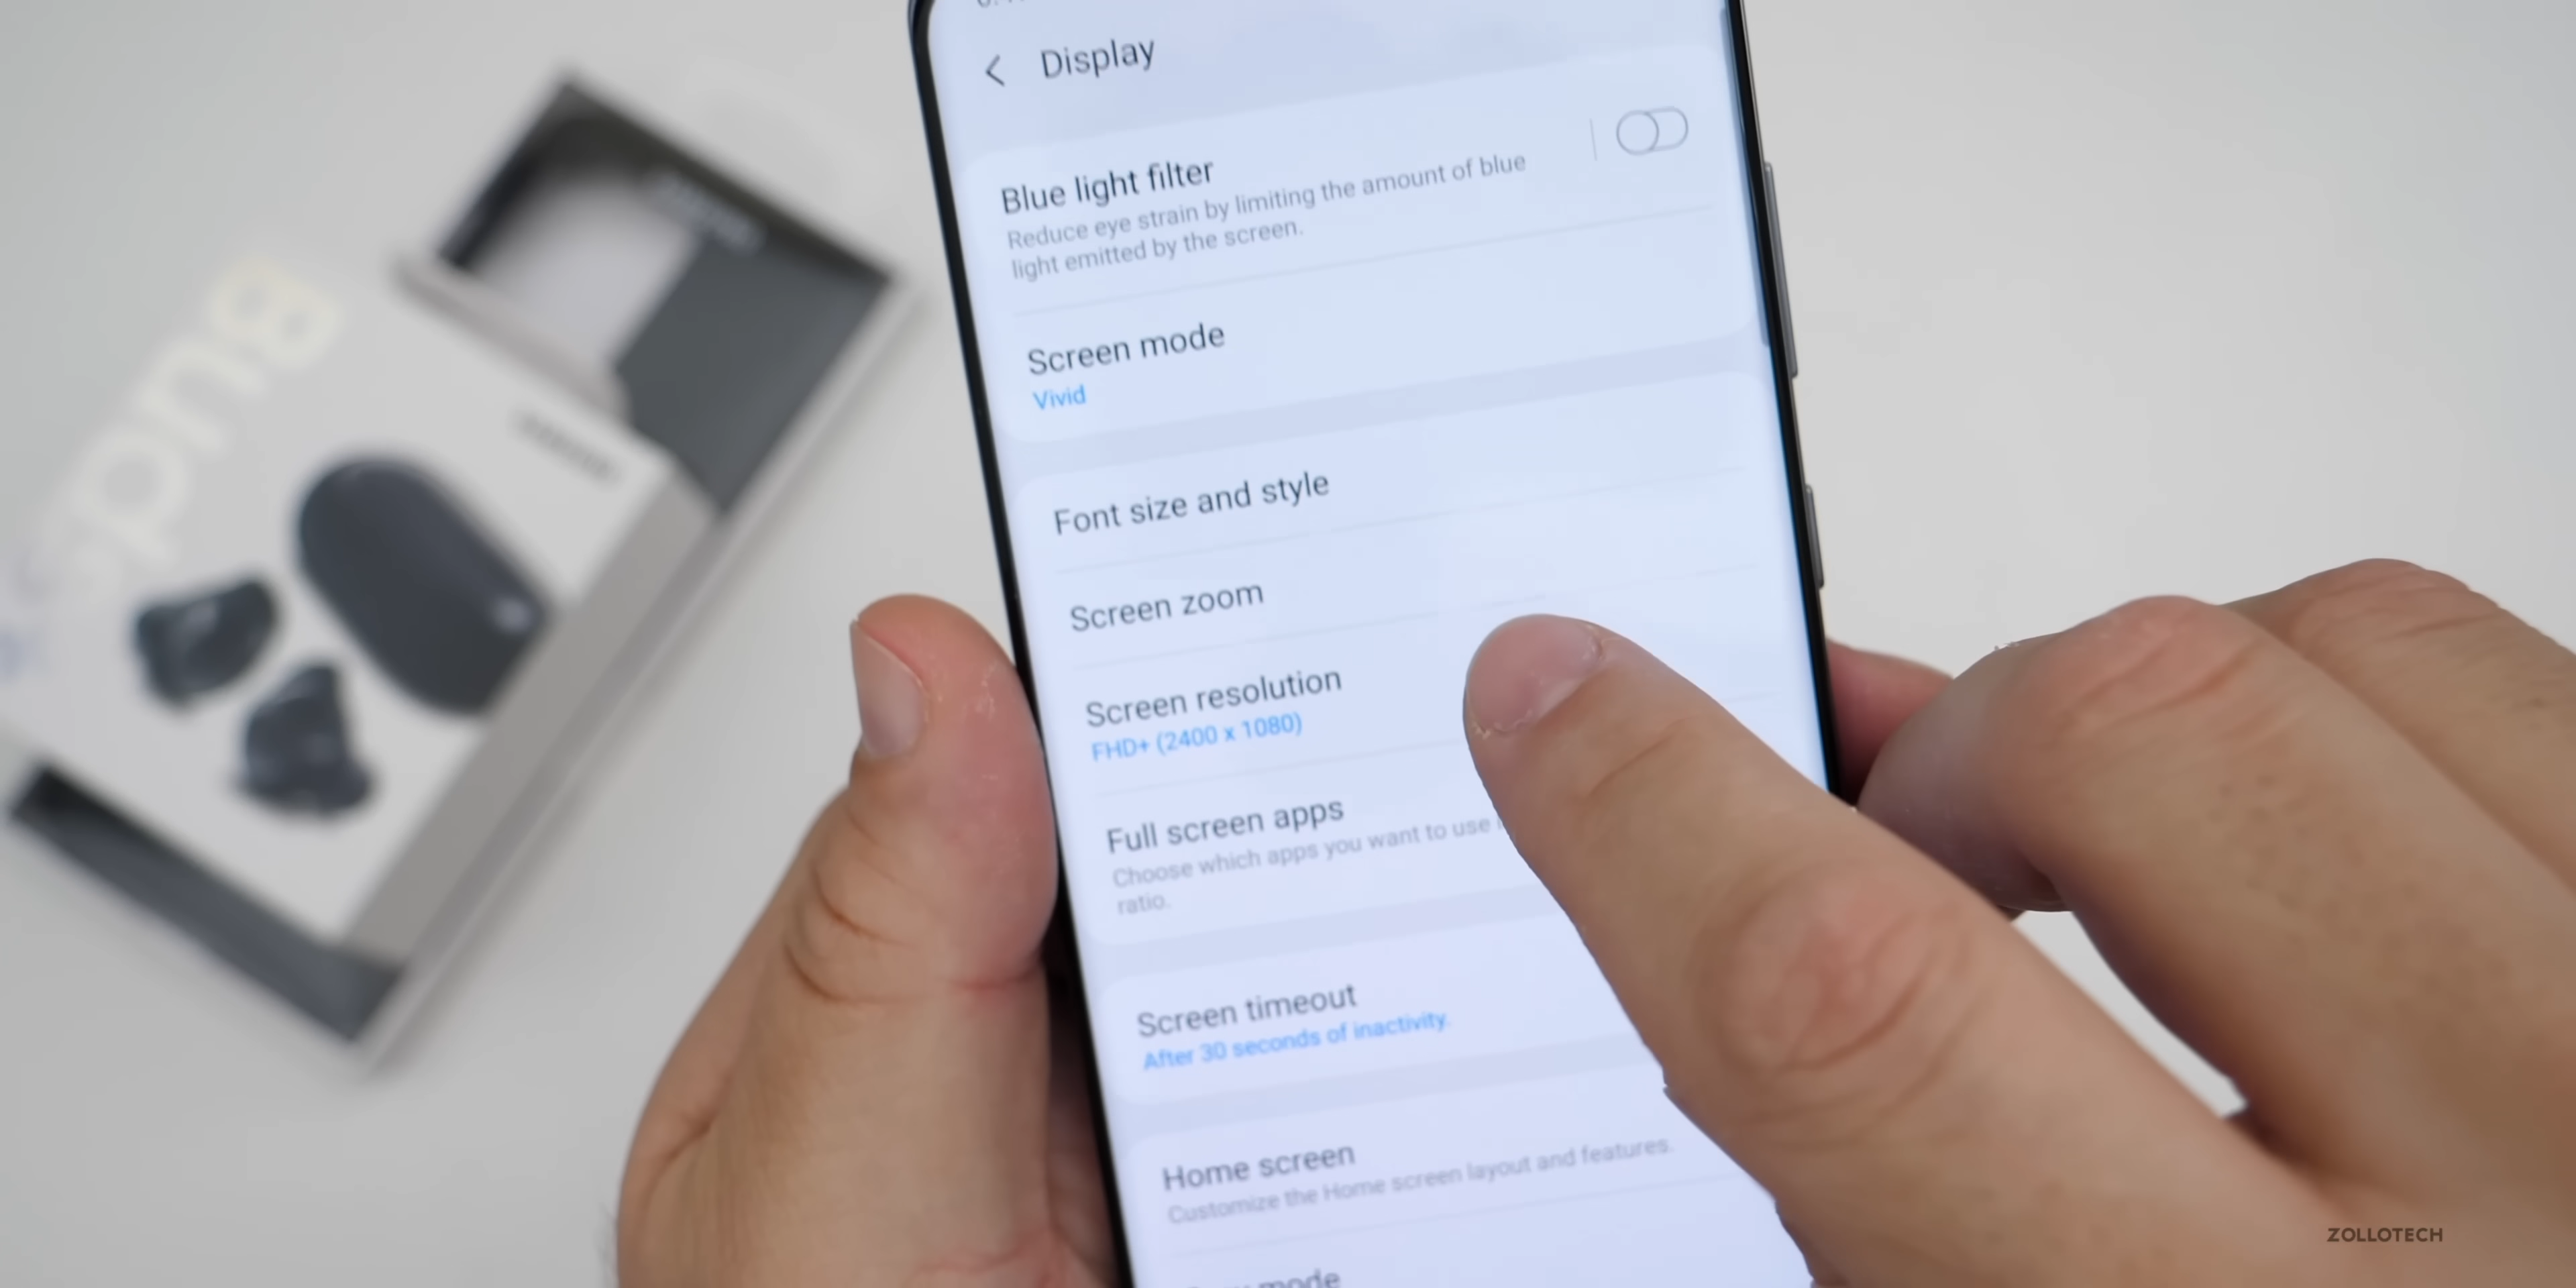 Display
Blue light filter
Reduce eye strain by limiting the amount of blue
light emitted by the screen.
Screen mode
Vivid
Font size and style
Screen zoom
Screen resolution
FHD+ (2400 x 1080)
Full screen apps
Choose which apps you want to use
ratio.
Screen timeout
After 30 seconds of inactivity.
Home screen
Customize the Home screen layout and features.
mode
Buds
ZOLLOTECH